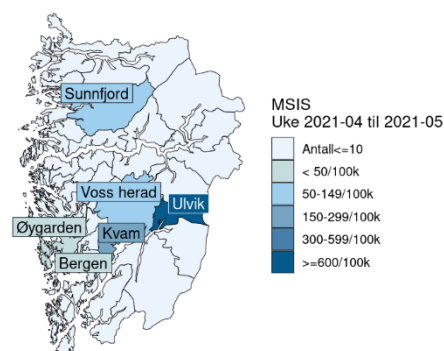 Sunnfjord
Voss herad
Ulvik
Øygarden
Kvam
Bergen
MSIS
Uke 2021-04 til 2021-05
Antall<=10
< 50/100k
50-149/100k
150-299/100k
300-599/100k
>=600/100k